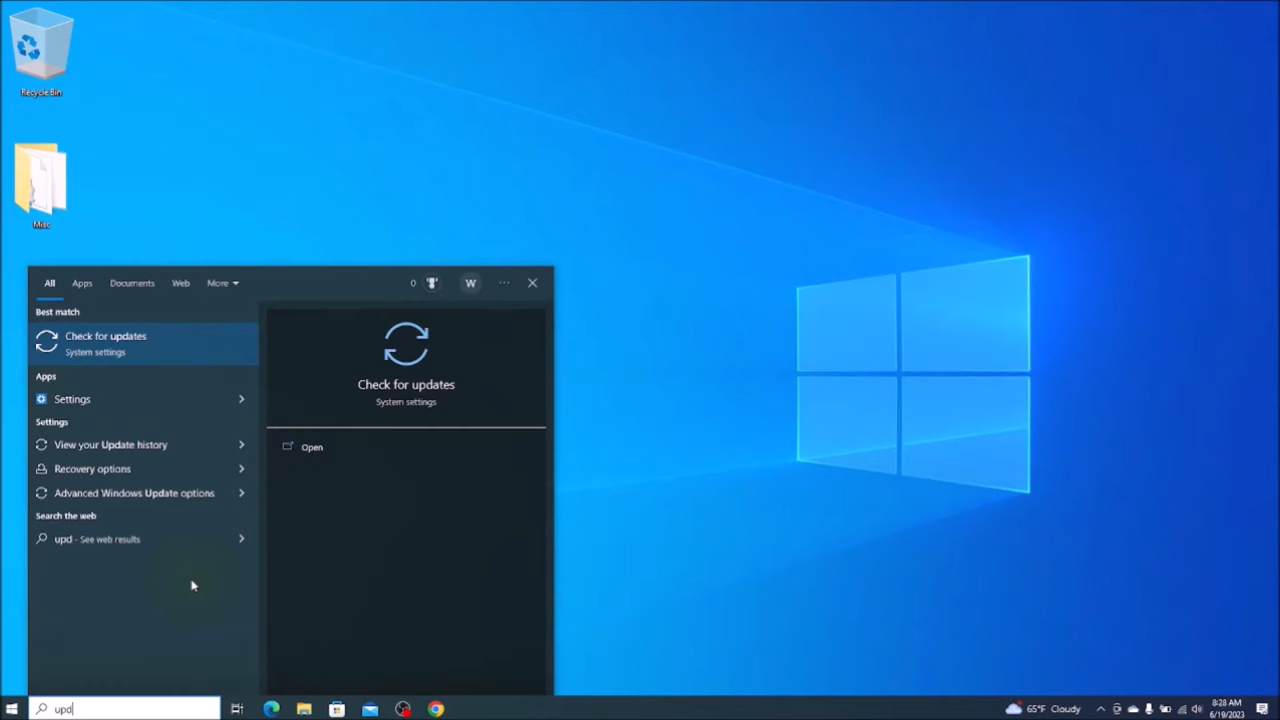 Recycle Bin
Misc
All Apps Documents Web More 0 W ...
Best match
Check for updates
System settings
Apps
Settings
Settings
View your Update history
Recovery options
Advanced Windows Update options
Search the web
upd - See web results
Check for updates
System settings
Open
upd
65°F Cloudy
8:28 AM
6/19/2023